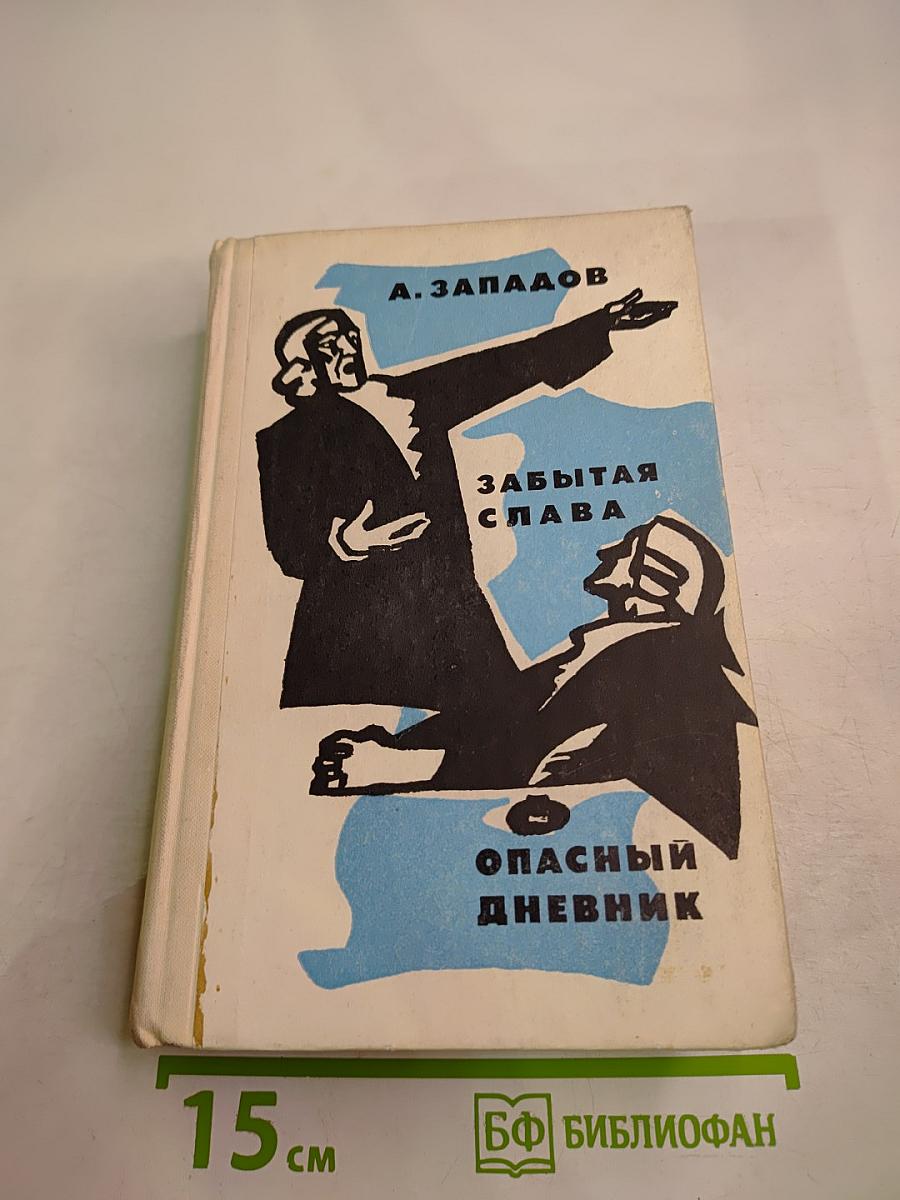 А. ЗАПАДОВ
ЗАБЫТАЯ
СЛАВА
ОПАСНЫЙ
ДНЕВНИК
15 см
БФ БИБЛИОФАН